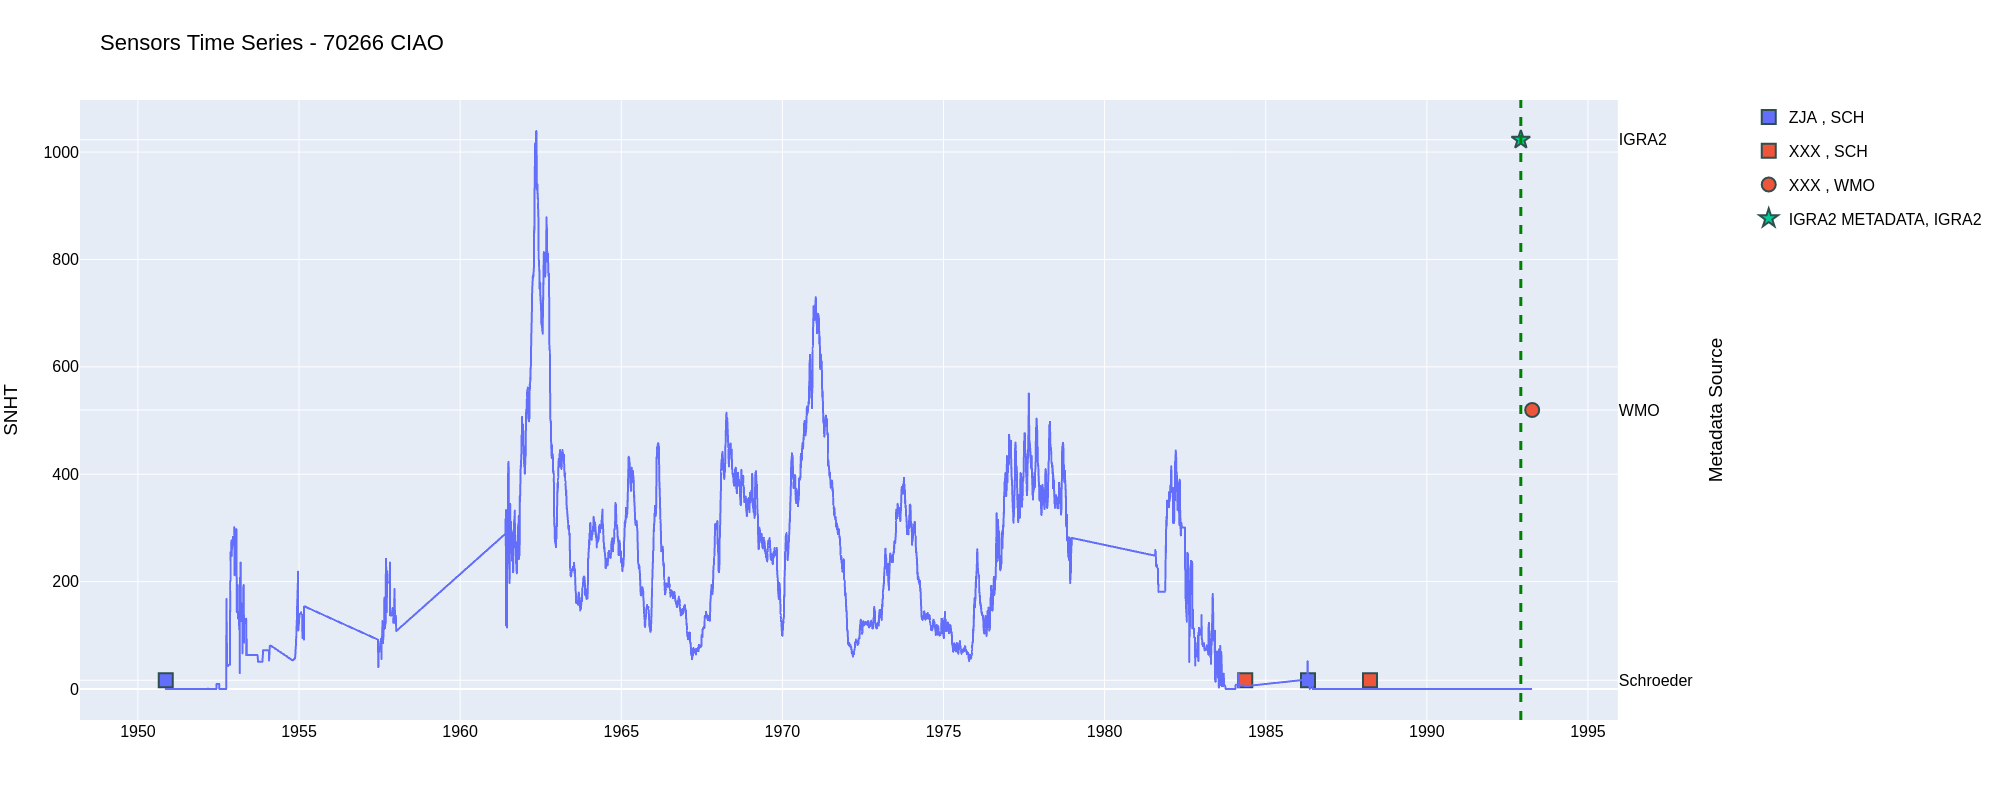 Sensors Time Series - 70266 CIAO
ZJA , SCH
XXX , SCH
XXX , WMO
IGRA2 METADATA, IGRA2
SNHT
1000
800
600
400
200
0
IGRA2
WMO
Schroeder
Metadata Source
1950 1955 1960 1965 1970 1975 1980 1985 1990 1995